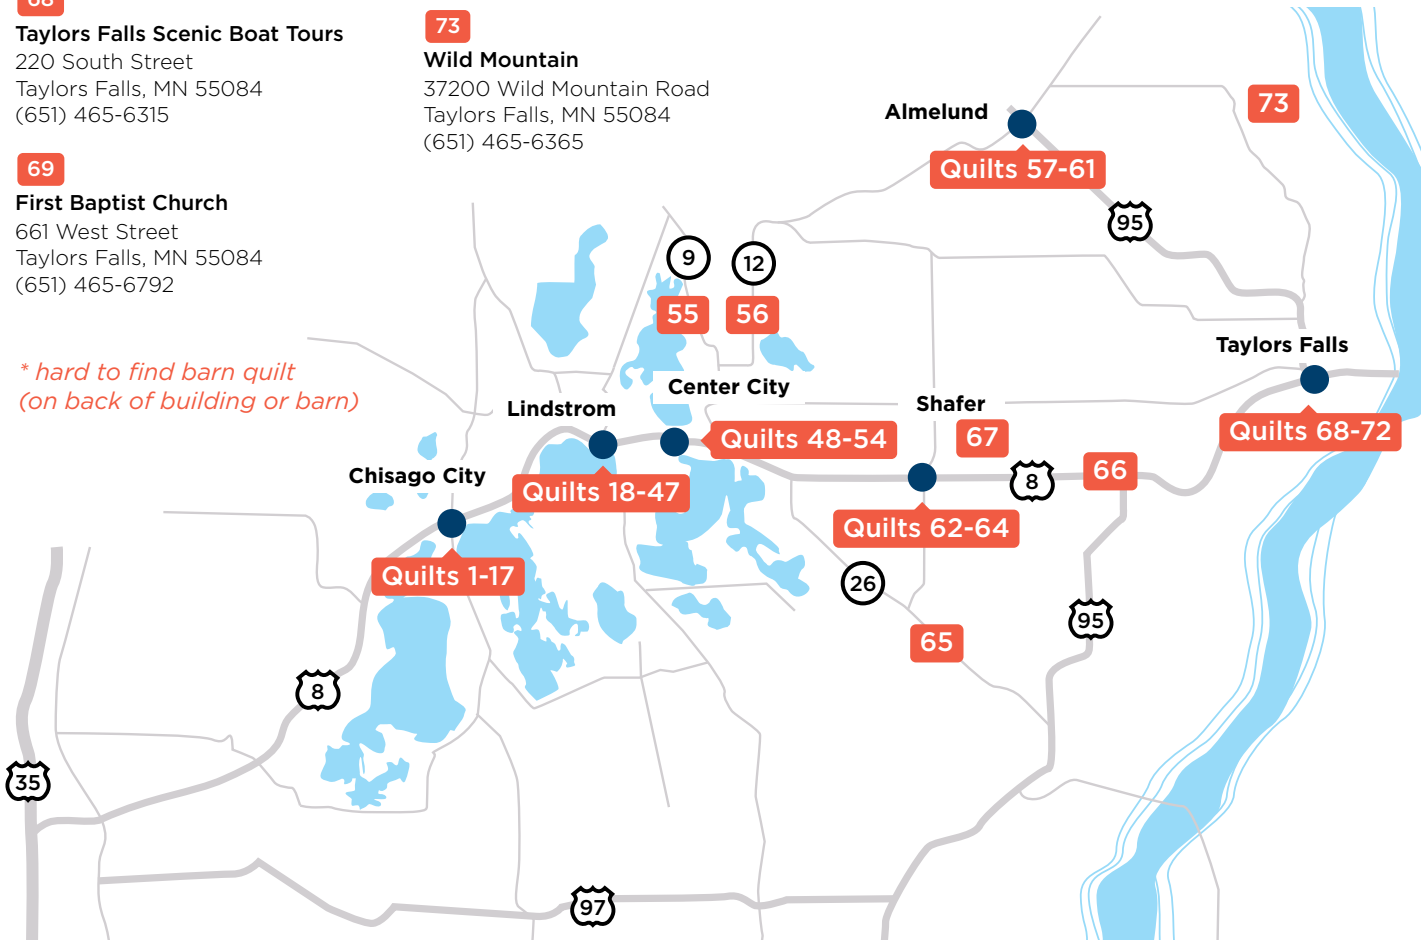 68
Taylors Falls Scenic Boat Tours
220 South Street
Taylors Falls, MN 55084
(651) 465-6315
69
First Baptist Church
661 West Street
Taylors Falls, MN 55084
(651) 465-6792
* hard to find barn quilt
(on back of building or barn)
73
Wild Mountain
37200 Wild Mountain Road
Taylors Falls, MN 55084
(651) 465-6365
Almelund
73
Quilts 57-61
95
9
12
55
56
Taylors Falls
Center City
Lindstrom
Shafer
Quilts 48-54
67
Quilts 68-72
Chisago City
Quilts 18-47
8
66
Quilts 62-64
Quilts 1-17
26
95
65
8
35
97